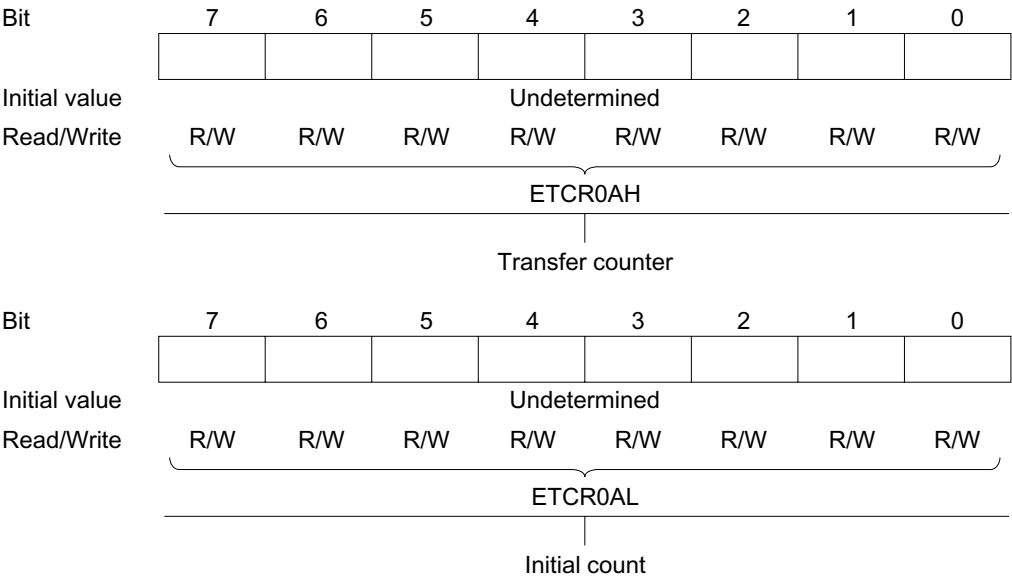 Bit 7 6 5 4 3 2 1 0
Initial value Undetermined
Read/Write R/W R/W R/W R/W R/W R/W R/W R/W
ETCR0AH
Transfer counter
Bit 7 6 5 4 3 2 1 0
Initial value Undetermined
Read/Write R/W R/W R/W R/W R/W R/W R/W R/W
ETCR0AL
Initial count